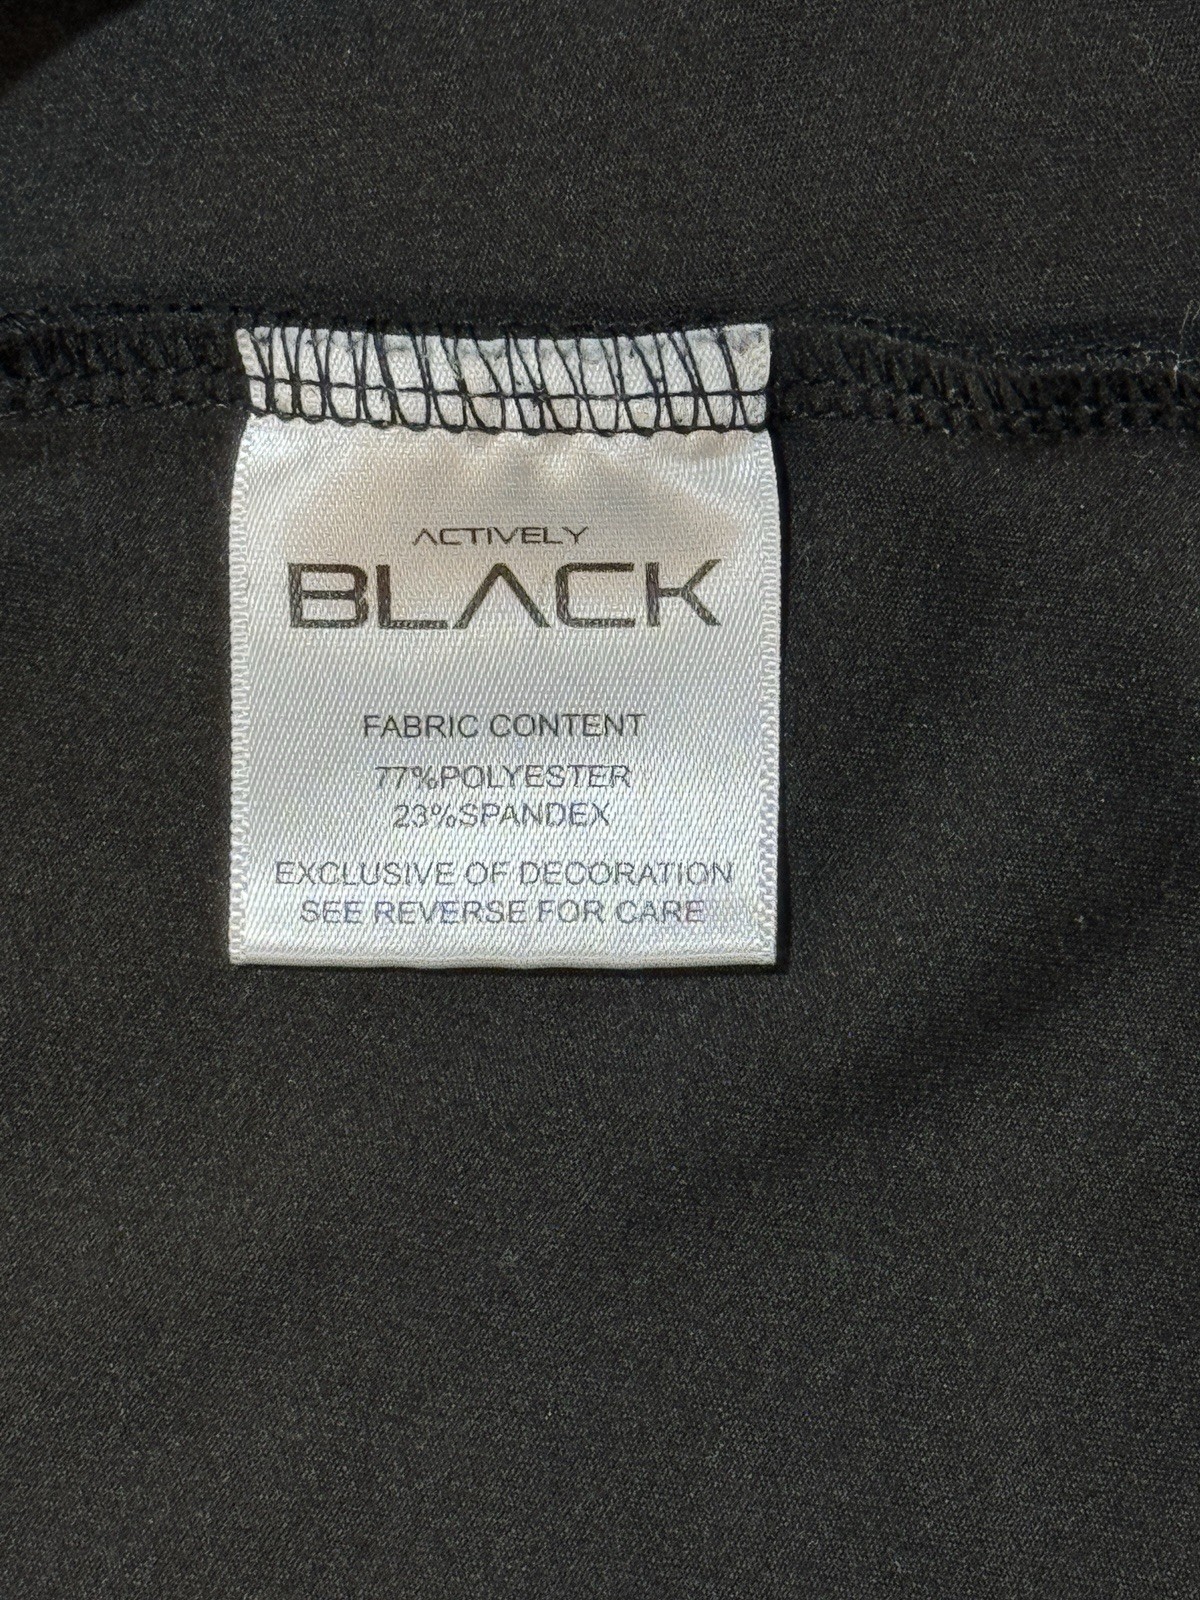 ACTIVELY
BLACK
FABRIC CONTENT
77%POLYESTER
23%SPANDEX
EXCLUSIVE OF DECORATION
SEE REVERSE FOR CARE